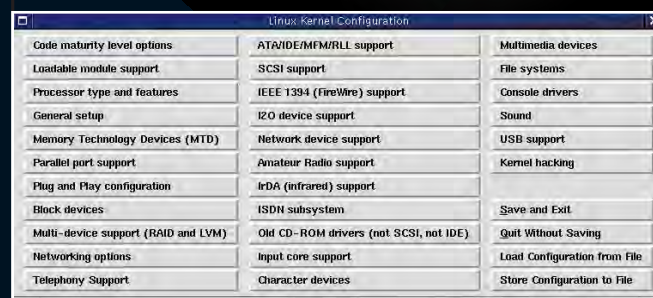 Linux Kernel Configuration
Code maturity level options
Loadable module support
Processor type and features
General setup
Memory Technology Devices (MTD)
Parallel port support
Plug and Play configuration
Block devices
Multi-device support (RAID and LVM)
Networking options
Telephony Support
ATA/IDE/MFM/RLL support
SCSI support
IEEE 1394 (FireWire) support
I2O device support
Network device support
Amateur Radio support
IrDA (infrared) support
ISDN subsystem
Old CD-ROM drivers (not SCSI, not IDE)
Input core support
Character devices
Multimedia devices
File systems
Console drivers
Sound
USB support
Kernel hacking
Save and Exit
Quit Without Saving
Load Configuration from File
Store Configuration to File